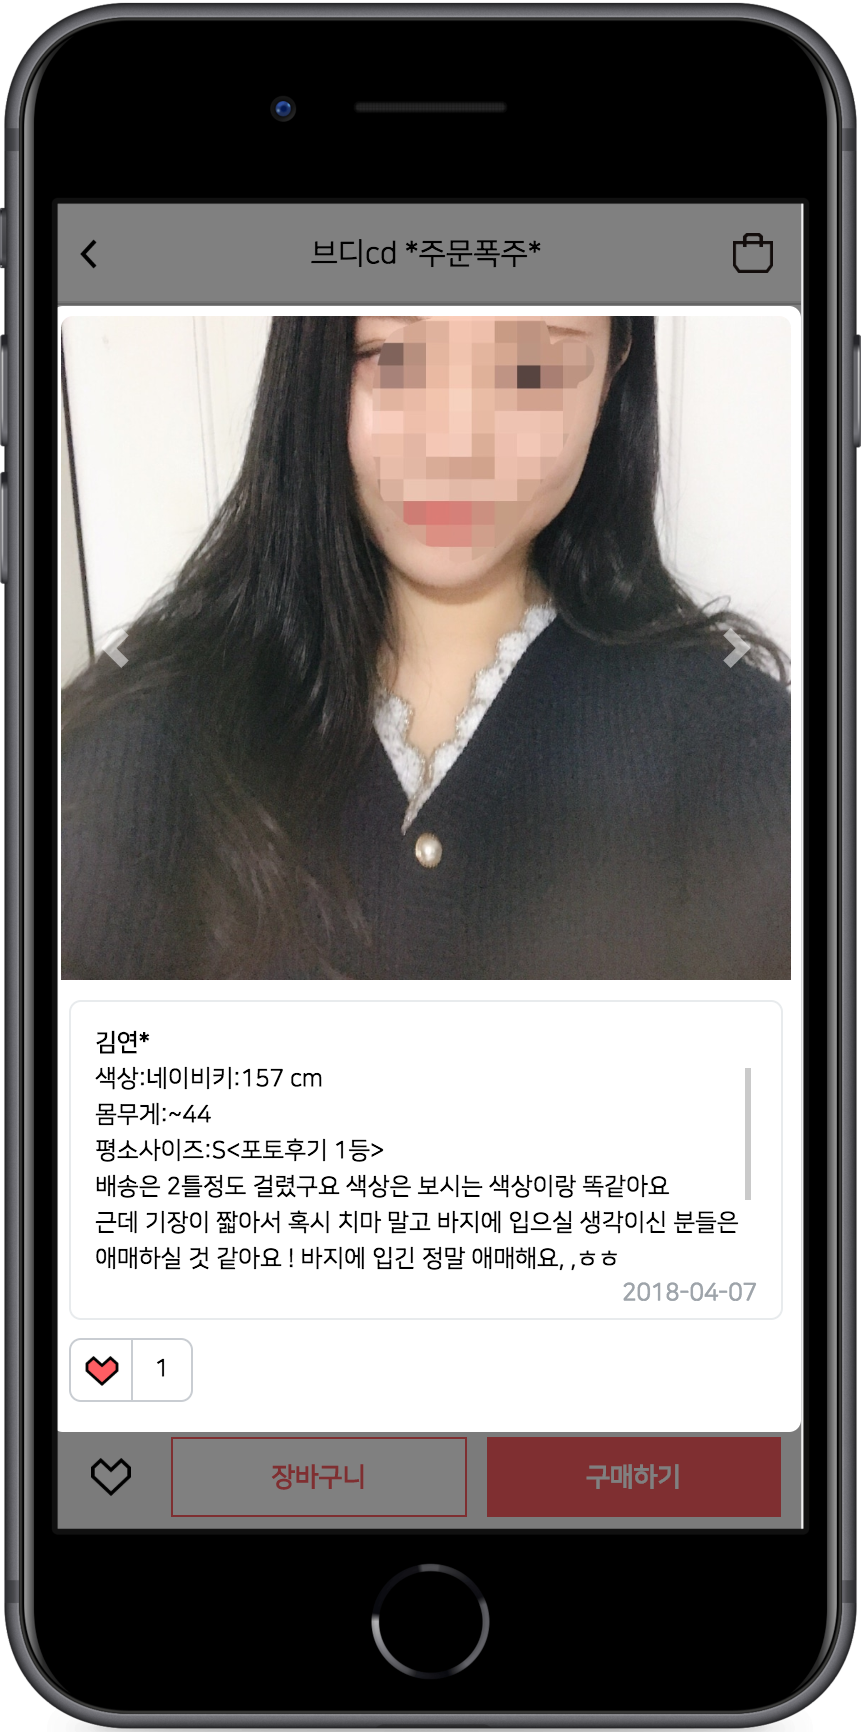 브디cd *주문폭주*
김연*
색상:네이비키:157 cm
몸무게:~44
평소사이즈:S<포토후기 1등>
배송은 2틀정도 걸렸구요 색상은 보시는 색상이랑 똑같아요
근데 기장이 짧아서 혹시 치마 말고 바지에 입으실 생각이신 분들은
애매하실 것 같아요 ! 바지에 입긴 정말 애매해요, ,ㅎㅎ
2018-04-07
1
장바구니
구매하기